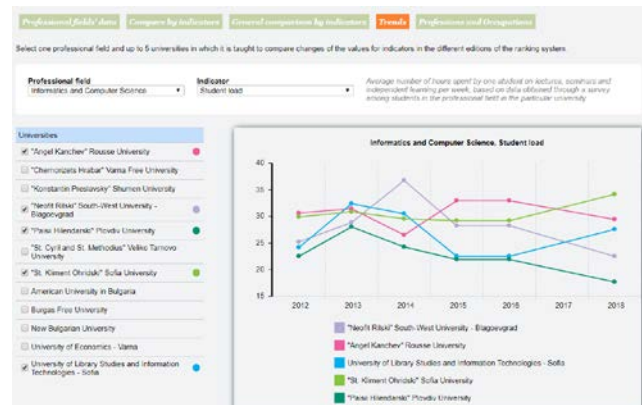 Professional fields' data
Compare by indicators
General comparison by indicators
Trends
Professions and Occupations
Select one professional field and up to 5 universities in which it is taught to compare changes of the values for indicators in the different editions of the ranking system.
Professional field
Informatics and Computer Science
Indicator
Student load
Average number of hours spent by one student on lectures, seminars and
independent learning per week, based on data obtained through a survey
among students in the professional field in the particular university
Universities
"Angel Kanchev" Rousse University
"Chernorizets Hrabar" Varna Free University
"Konstantin Preslavsky" Shumen University
"Neofit Rilski" South-West University -
Blagoevgrad
"Paisii Hilendarski" Plovdiv University
"St. Cyril and St. Methodius" Veliko Tarnovo
University
"St. Kliment Ohridski" Sofia University
American University in Bulgaria
Burgas Free University
New Bulgarian University
University of Economics - Varna
University of Library Studies and Information
Technologies - Sofia
Informatics and Computer Science, Student load
40
35
30
25
20
15
2012
2013
2014
2015
2016
2017
2018
"Neofit Rilski" South-West University - Blagoevgrad
"Angel Kanchev" Rousse University
University of Library Studies and Information Technologies - Sofia
"St. Kliment Ohridski" Sofia University
"Paisii Hilendarski" Plovdiv University